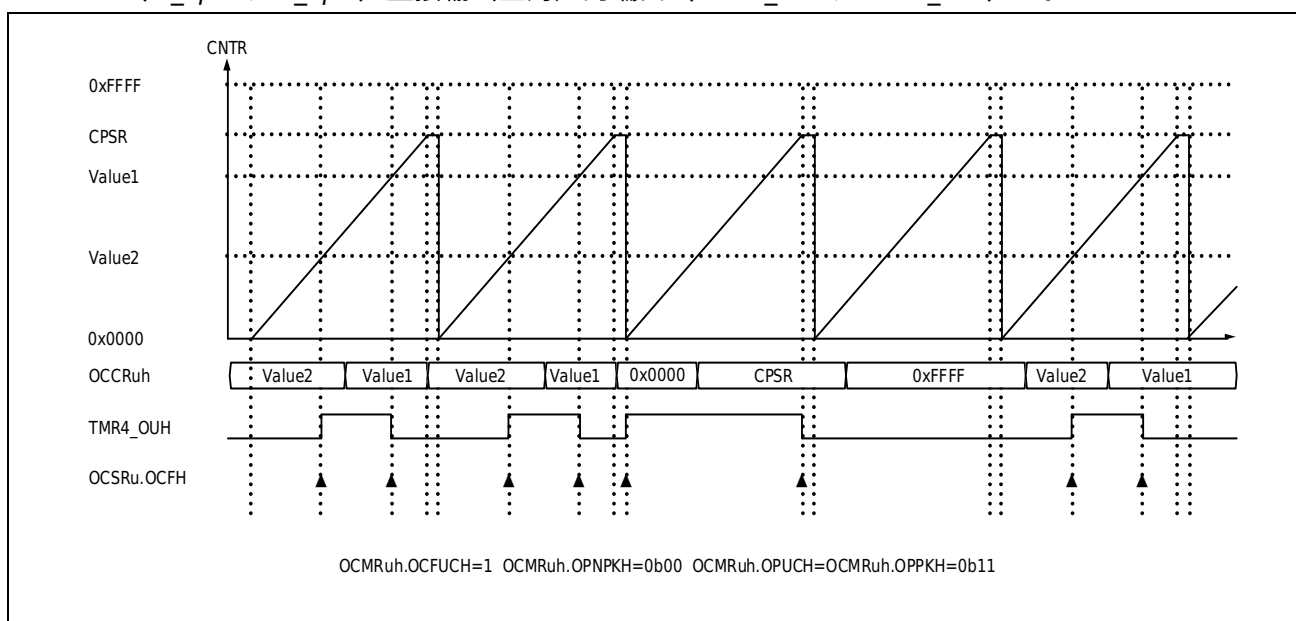 CNTR
0xFFFF
CPSR
Value1
Value2
0x0000
OCCRuh Value2 Value1 Value2 Value1 0x0000 CPSR 0xFFFF Value2 Value1
TMR4_OUH
OCSRu.OCFH
OCMRuh.OCFUCH=1 OCMRuh.OPNPKH=0b00 OCMRuh.OPUCH=OCMRuh.OPPKH=0b11